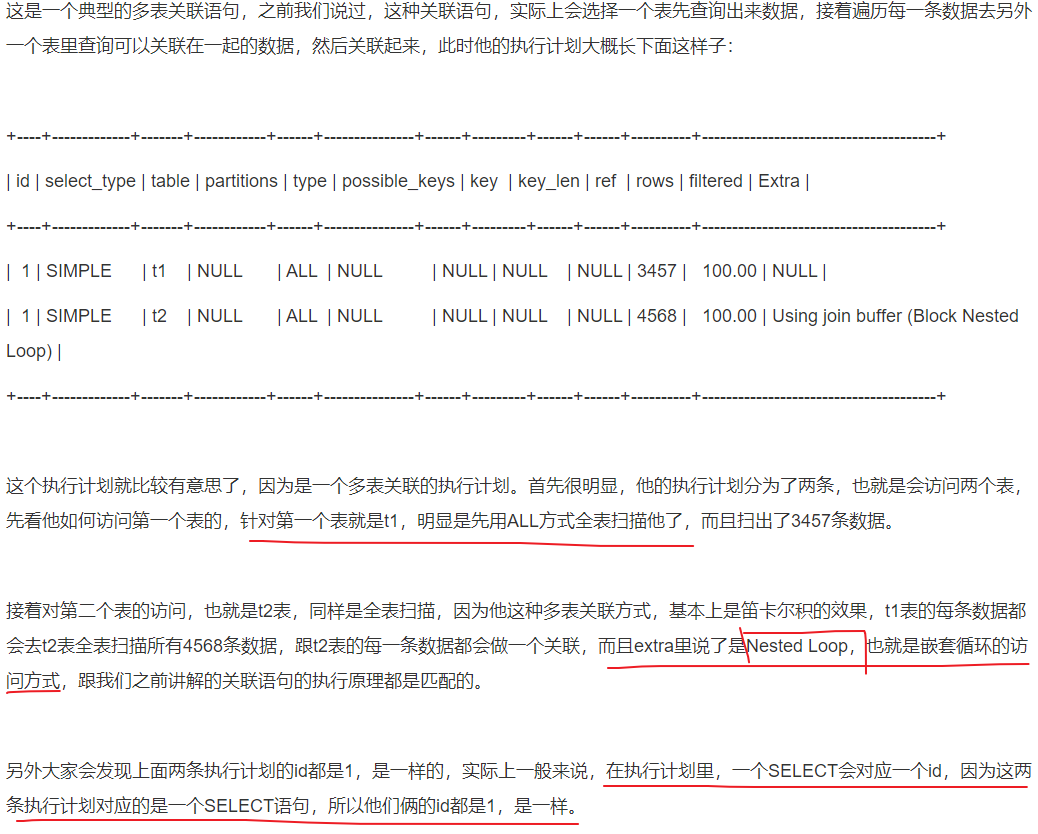 这是一个典型的多表关联语句，之前我们说过，这种关联语句，实际上会选择一个表先查询出来数据，接着遍历每一条数据去另外
一个表里查询可以关联在一起的数据，然后关联起来，此时他的执行计划大概长下面这样子：
+----+-------------+-------+------------+------+---------------+------+---------+------+------+----------+---------------------------------------+
| id | select_type | table | partitions | type | possible_keys | key  | key_len | ref  | rows | filtered | Extra |
+----+-------------+-------+------------+------+---------------+------+---------+------+------+----------+---------------------------------------+
|  1 | SIMPLE      | t1    | NULL       | ALL  | NULL          | NULL | NULL    | NULL | 3457 |   100.00 | NULL |
|  1 | SIMPLE      | t2    | NULL       | ALL  | NULL          | NULL | NULL    | NULL | 4568 |   100.00 | Using join buffer (Block Nested
Loop) |
+----+-------------+-------+------------+------+---------------+------+---------+------+------+----------+---------------------------------------+
这个执行计划就比较有意思了，因为是一个多表关联的执行计划。首先很明显，他的执行计划分为了两条，也就是会访问两个表，
先看他如何访问第一个表的，针对第一个表就是t1，明显是先用ALL方式全表扫描他了，而且扫出了3457条数据。
接着对第二个表的访问，也就是t2表，同样是全表扫描，因为他这种多表关联方式，基本上是笛卡尔积的效果，t1表的每条数据都
会去t2表全表扫描所有4568条数据，跟t2表的每一条数据都会做一个关联，而且extra里说了是Nested Loop，也就是嵌套循环的访
问方式，跟我们之前讲解的关联语句的执行原理都是匹配的。
另外大家会发现上面两条执行计划的id都是1，是一样的，实际上一般来说，在执行计划里，一个SELECT会对应一个id，因为这两
条执行计划对应的是一个SELECT语句，所以他们俩的id都是1，是一样。